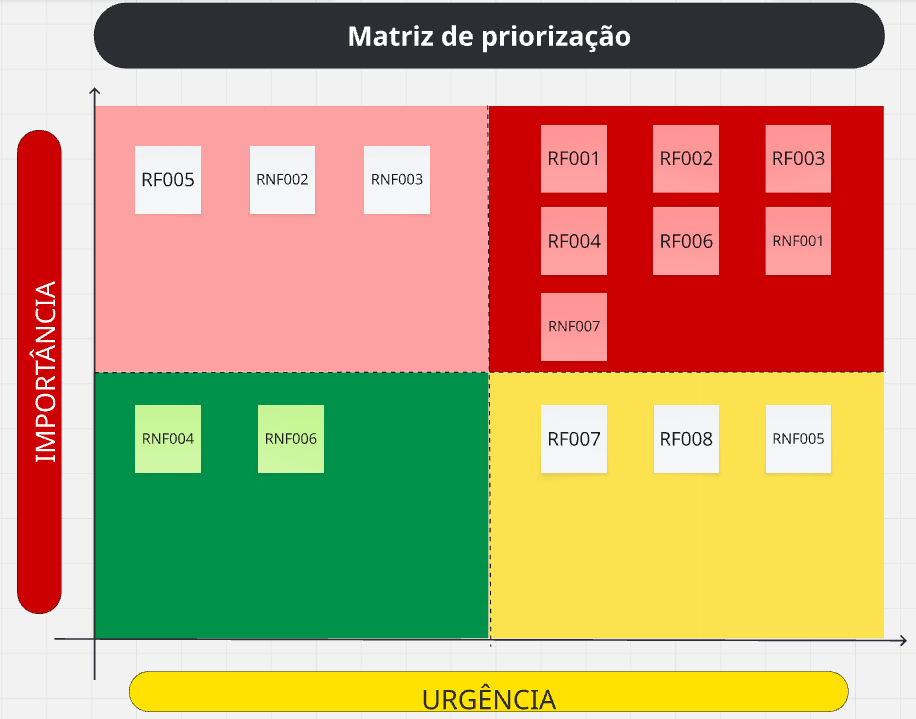 Matriz de priorização
IMPORTÂNCIA
RF005
RNF002
RNF003
RF001
RF002
RF003
RF004
RF006
RNF001
RNF007
RNF004
RNF006
RF007
RF008
RNF005
URGÊNCIA